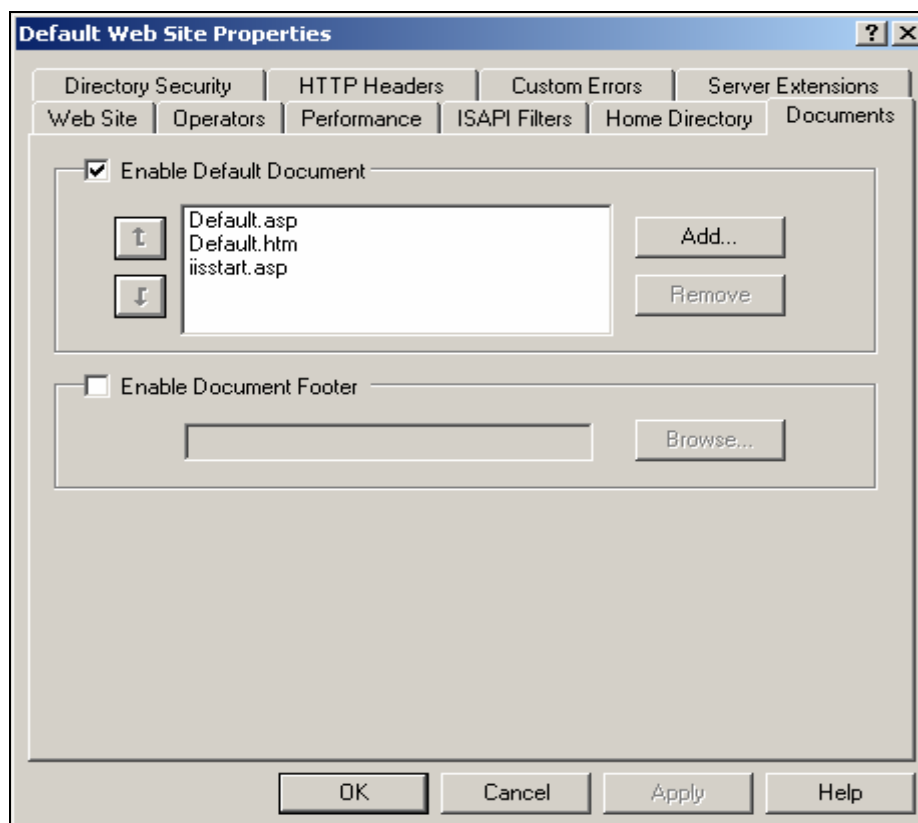 Default Web Site Properties
Directory Security HTTP Headers Custom Errors Server Extensions
Web Site Operators Performance ISAPI Filters Home Directory Documents
Enable Default Document
Default.asp
Default.htm
iisstart.asp
Add...
Remove
Enable Document Footer
Browse...
OK Cancel Apply Help